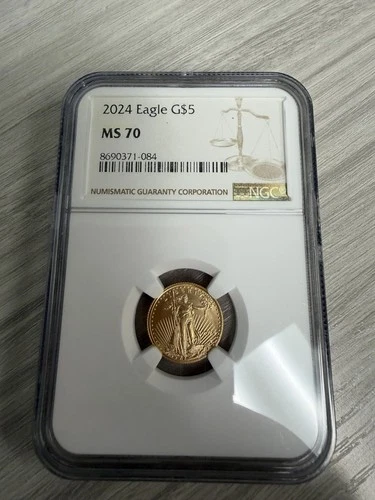 2024 Eagle G$5
MS 70
8690371-084
NUMISMATIC GUARANTY CORPORATION
NGC